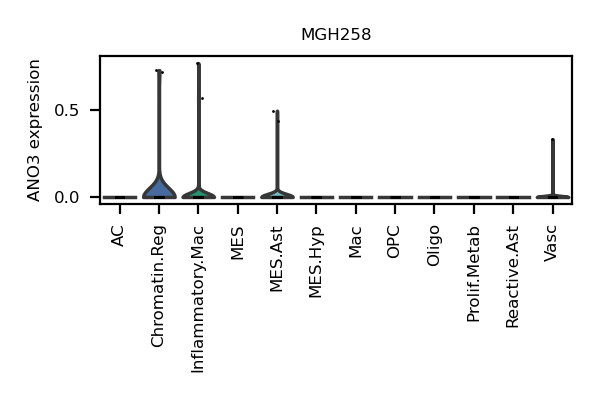 MGH258
ANO3 expression
0.5
0.0
AC
Chromatin.Reg
Inflammatory.Mac
MES
MES.Ast
MES.Hyp
Mac
OPC
Oligo
Prolif.Metab
Reactive.Ast
Vasc